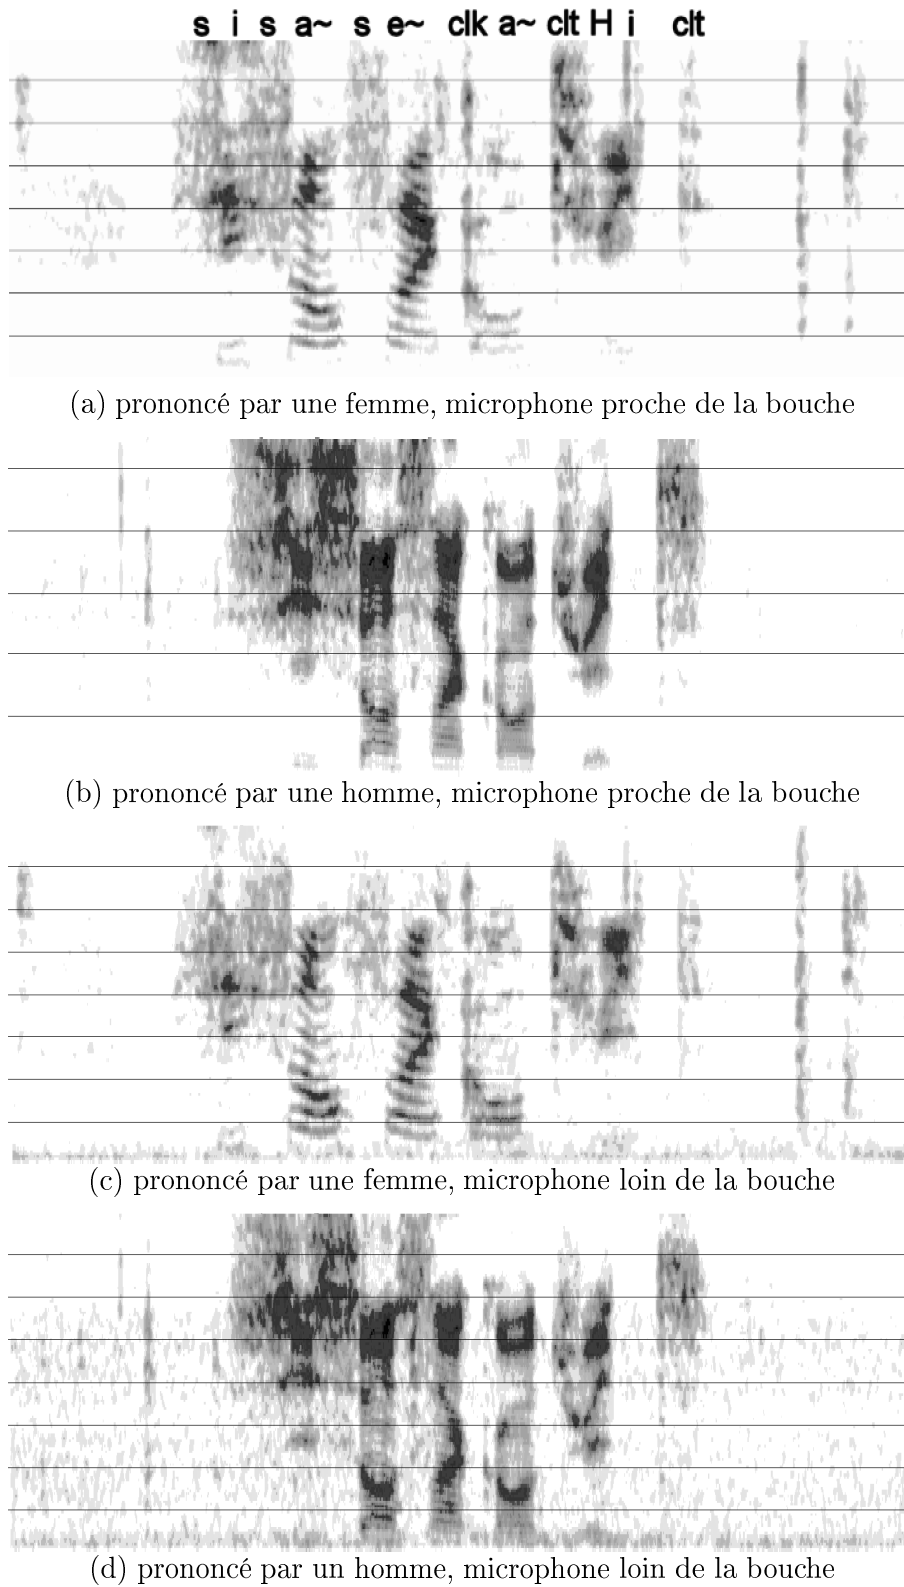 s i s a~ s e~ clk a~ clt H i clt
(a) prononcé par une femme, microphone proche de la bouche
(b) prononcé par une homme, microphone proche de la bouche
(c) prononcé par une femme, microphone loin de la bouche
(d) prononcé par un homme, microphone loin de la bouche